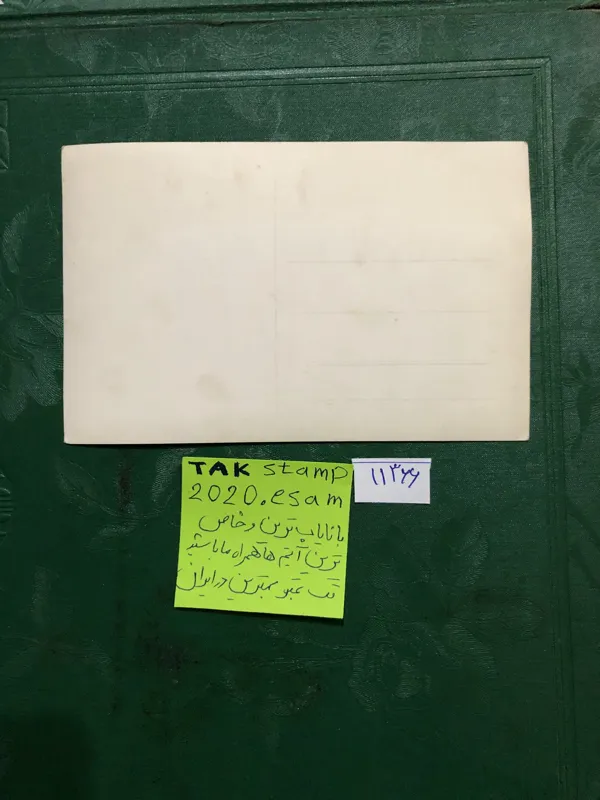 TAK stamp
2020.esam
با نایاب ترین و خاص
ترین آیتم ها همراه ما باشید
تک تمبر بهترین در ایران
۱۱۳۶۶